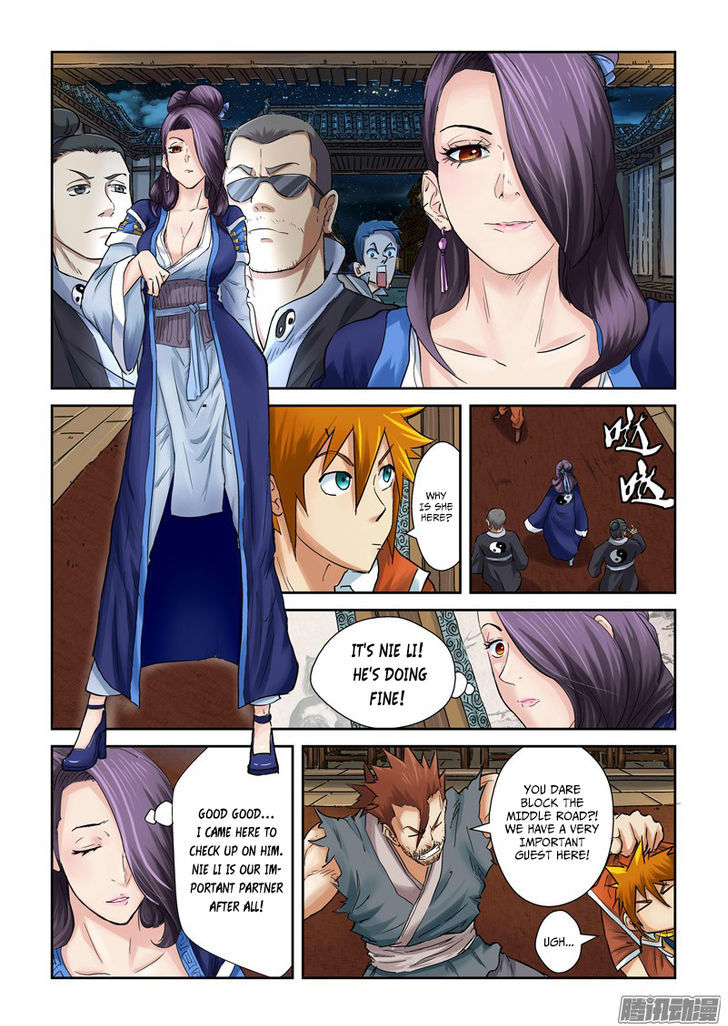 WHY
IS SHE
HERE?
哒
哒
IT'S NIE LI!
HE'S DOING
FINE!
GOOD GOOD...
I CAME HERE
TO
CHECK UP ON HIM.
NIE LI IS OUR IM-
PORTANT PARTNER
AFTER ALL!
YOU DARE
BLOCK THE
MIDDLE ROAD?!
WE HAVE A VERY
IMPORTANT
GUEST HERE!
UGH...
腾讯动漫